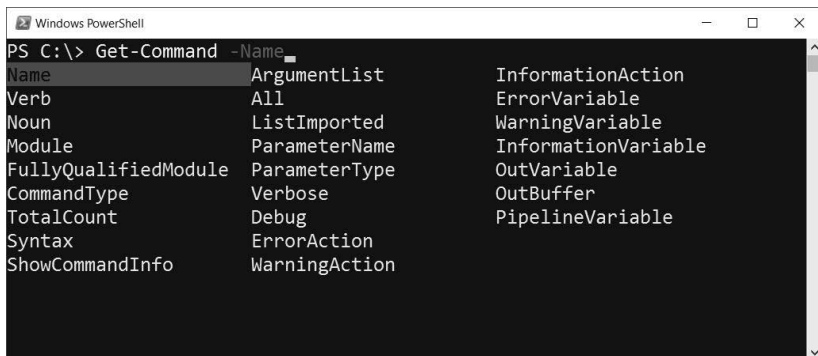 Windows PowerShell
PS C:\> Get-Command -Name
Name ArgumentList InformationAction
Verb All ErrorVariable
Noun ListImported WarningVariable
Module ParameterName InformationVariable
FullyQualifiedModule ParameterType OutVariable
CommandType Verbose OutBuffer
TotalCount Debug PipelineVariable
Syntax ErrorAction
ShowCommandInfo WarningAction